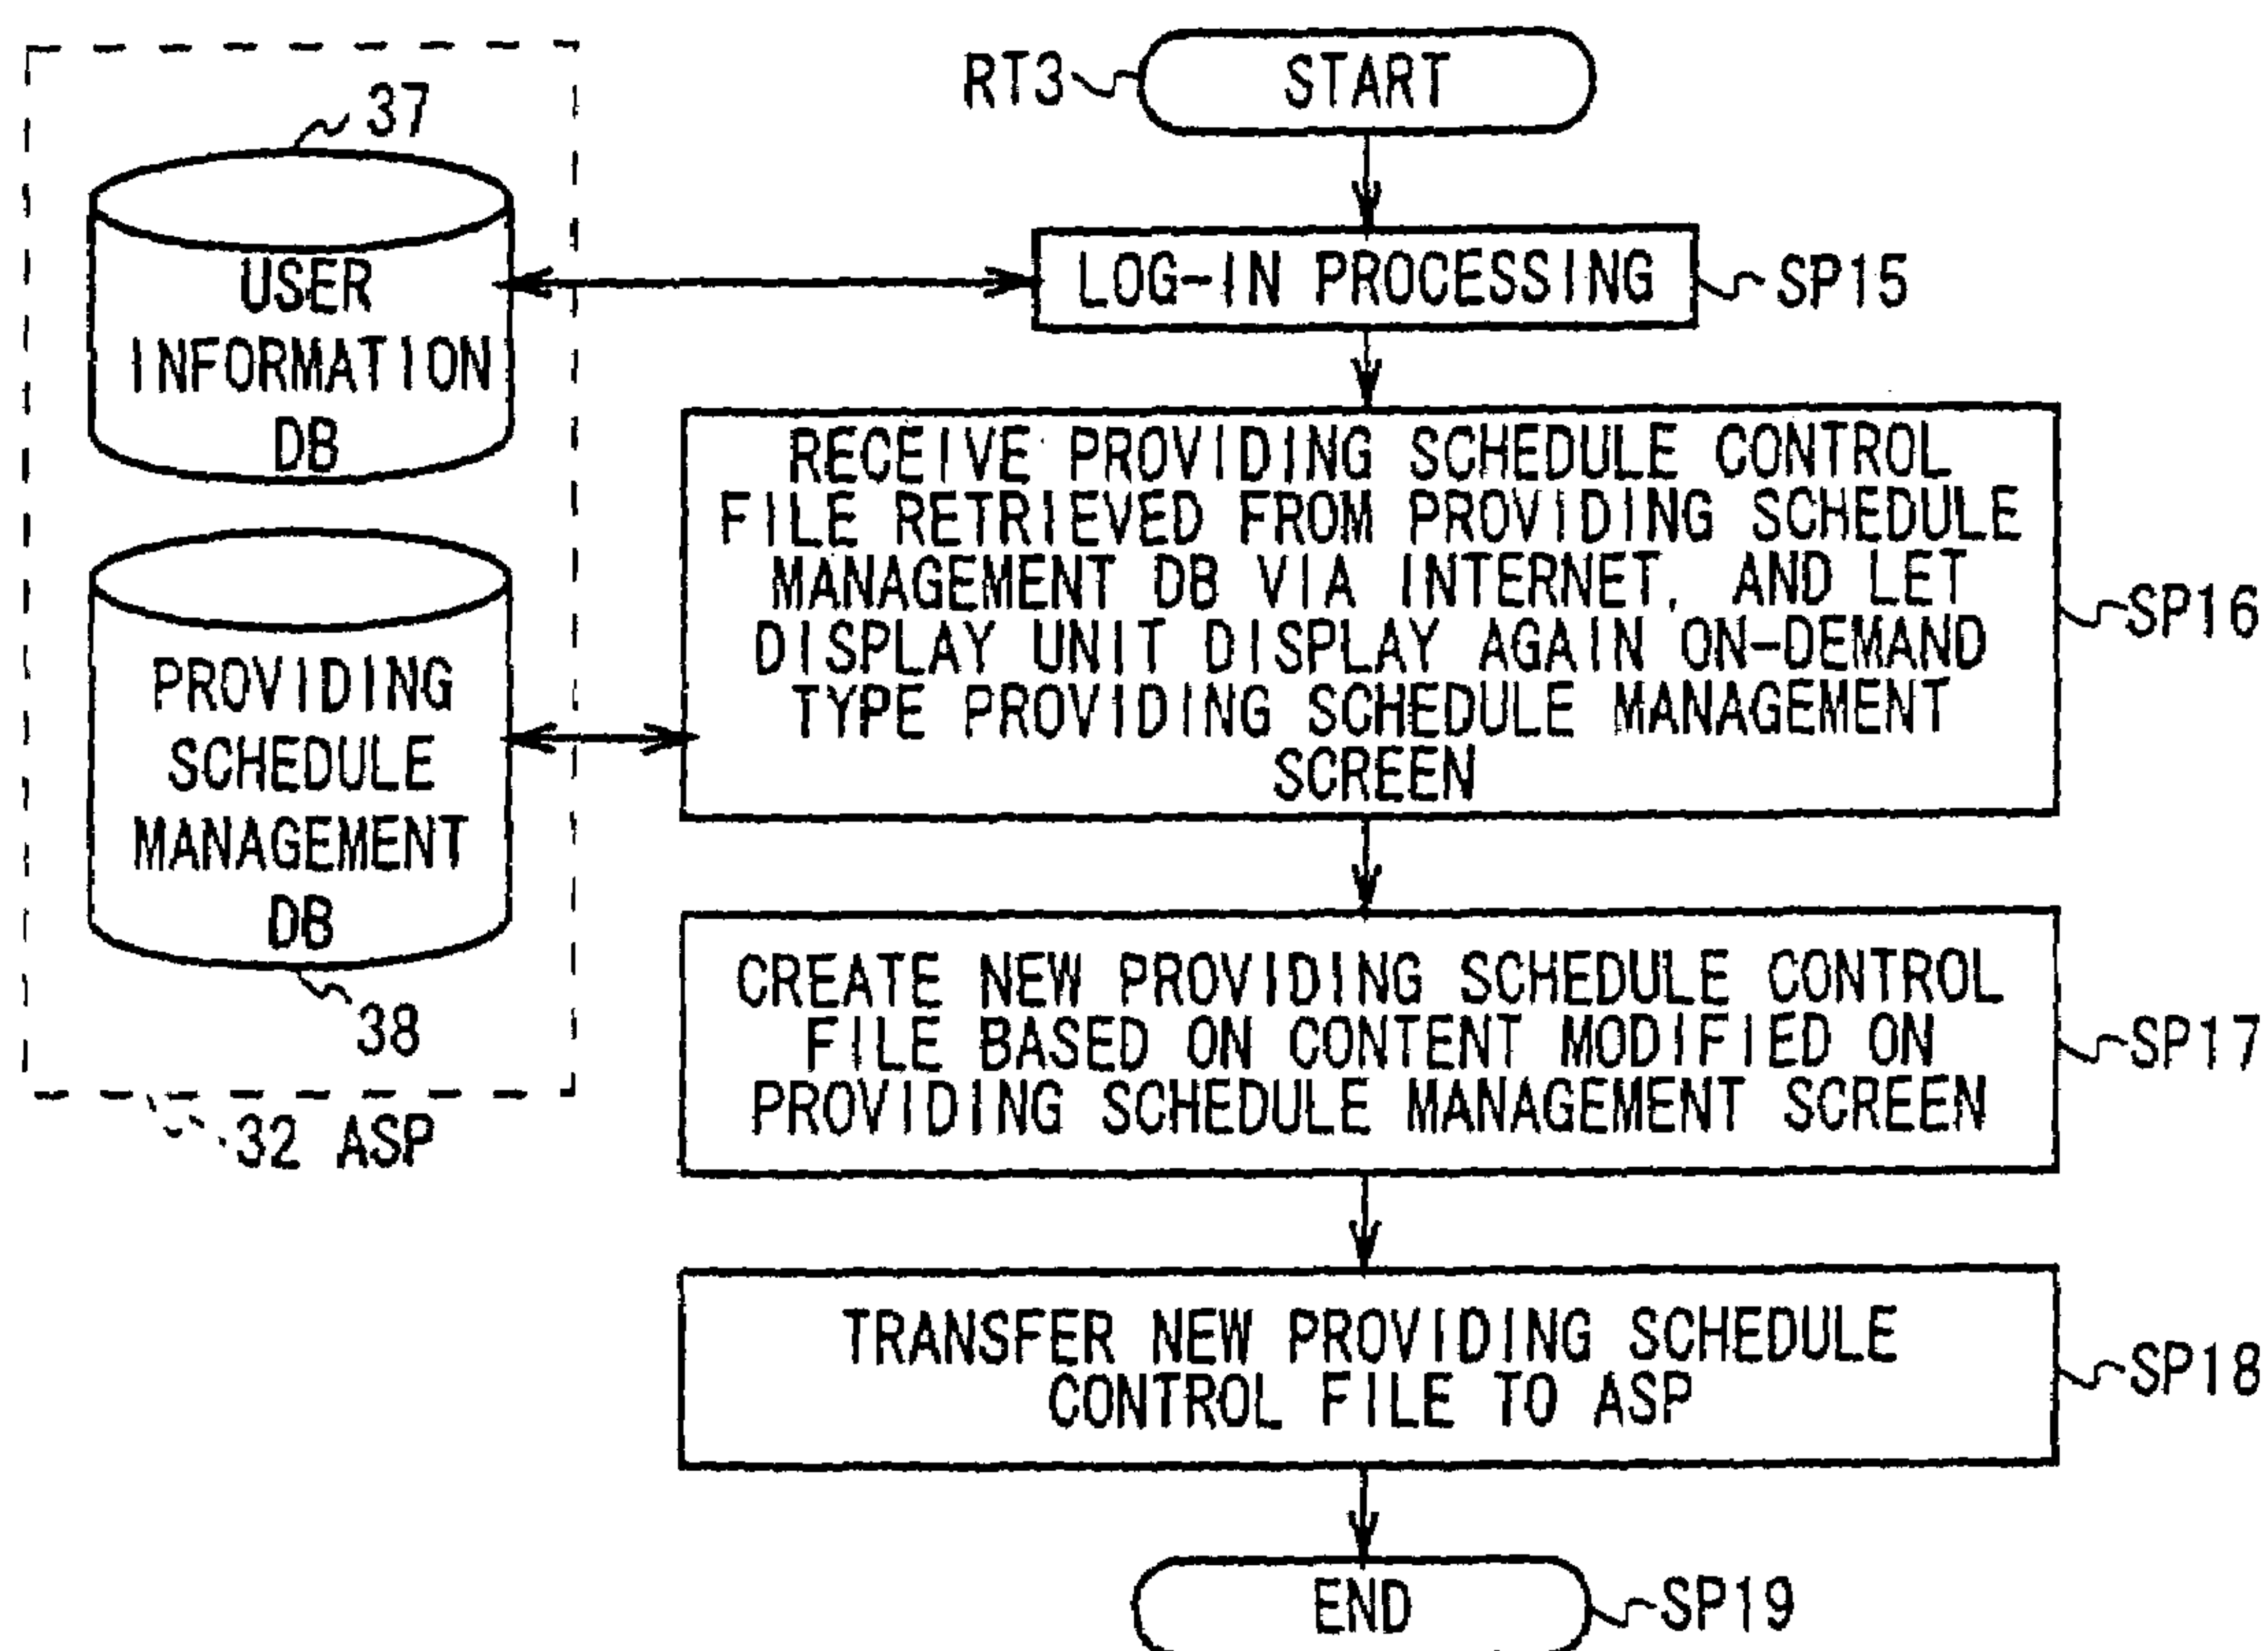 37
USER
INFORMATION
DB
PROVIDING
SCHEDULE
MANAGEMENT
DB
38
32 ASP
RT3
START
LOG-IN PROCESSING
SP15
RECEIVE PROVIDING SCHEDULE CONTROL
FILE RETRIEVED FROM PROVIDING SCHEDULE
MANAGEMENT DB VIA INTERNET, AND LET
DISPLAY UNIT DISPLAY AGAIN ON-DEMAND
TYPE PROVIDING SCHEDULE MANAGEMENT
SCREEN
SP16
CREATE NEW PROVIDING SCHEDULE CONTROL
FILE BASED ON CONTENT MODIFIED ON
PROVIDING SCHEDULE MANAGEMENT SCREEN
SP17
TRANSFER NEW PROVIDING SCHEDULE
CONTROL FILE TO ASP
SP18
END
SP19